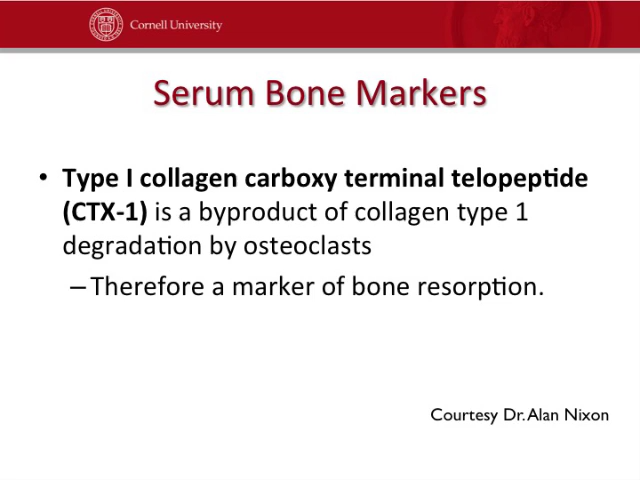 Cornell University
Serum Bone Markers
• Type I collagen carboxy terminal telopeptide
(CTX-1) is a byproduct of collagen type 1
degradation by osteoclasts
– Therefore a marker of bone resorption.
Courtesy Dr. Alan Nixon